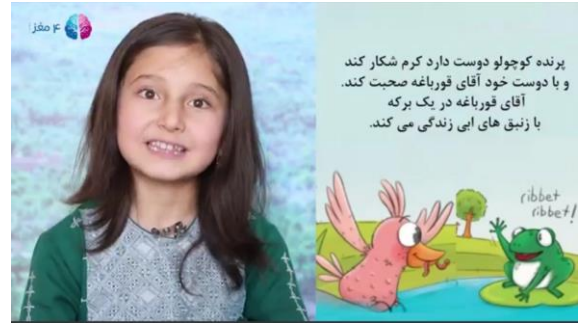 ۴ مغز
پرنده کوچولو دوست دارد کرم شکار کند
و با دوست خود آقای قورباغه صحبت کند.
آقای قورباغه در یک برکه
با زنبق های ابی زندگی می کند.
ribbet
ribbet!